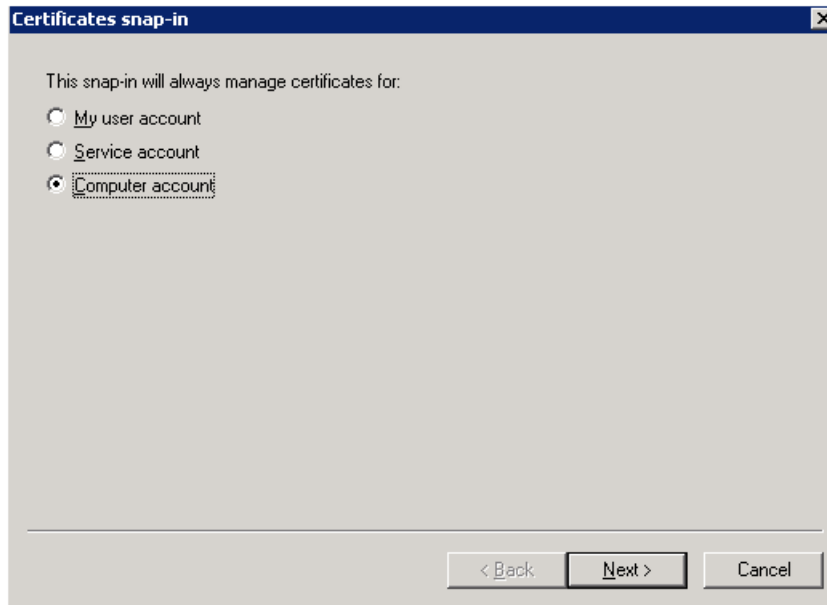 Certificates snap-in
This snap-in will always manage certificates for:
My user account
Service account
Computer account
< Back
Next >
Cancel